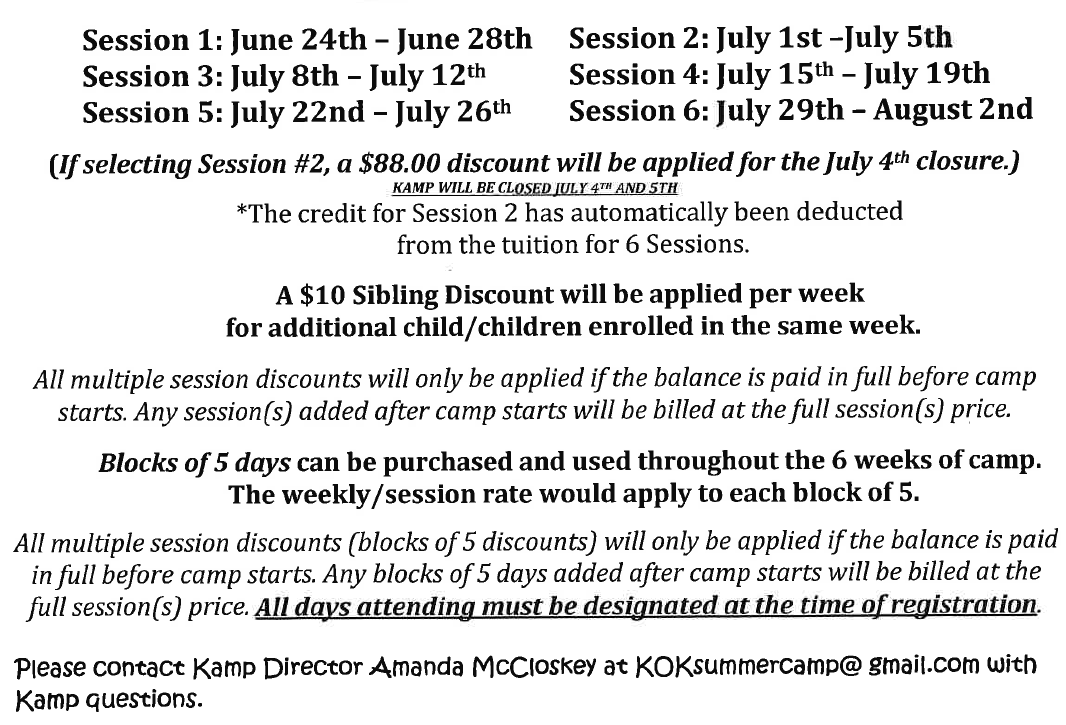 Session 1: June 24th – June 28th Session 2: July 1st –July 5th
Session 3: July 8th – July 12th Session 4: July 15th – July 19th
Session 5: July 22nd – July 26th Session 6: July 29th – August 2nd
(If selecting Session #2, a $88.00 discount will be applied for the July 4th closure.)
KAMP WILL BE CLOSED JULY 4TH AND 5TH
*The credit for Session 2 has automatically been deducted
from the tuition for 6 Sessions.
A $10 Sibling Discount will be applied per week
for additional child/children enrolled in the same week.
All multiple session discounts will only be applied if the balance is paid in full before camp
starts. Any session(s) added after camp starts will be billed at the full session(s) price.
Blocks of 5 days can be purchased and used throughout the 6 weeks of camp.
The weekly/session rate would apply to each block of 5.
All multiple session discounts (blocks of 5 discounts) will only be applied if the balance is paid
in full before camp starts. Any blocks of 5 days added after camp starts will be billed at the
full session(s) price. All days attending must be designated at the time of registration.
Please contact Kamp Director Amanda McCloskey at KOKsummercamp@ gmail.com with
Kamp questions.